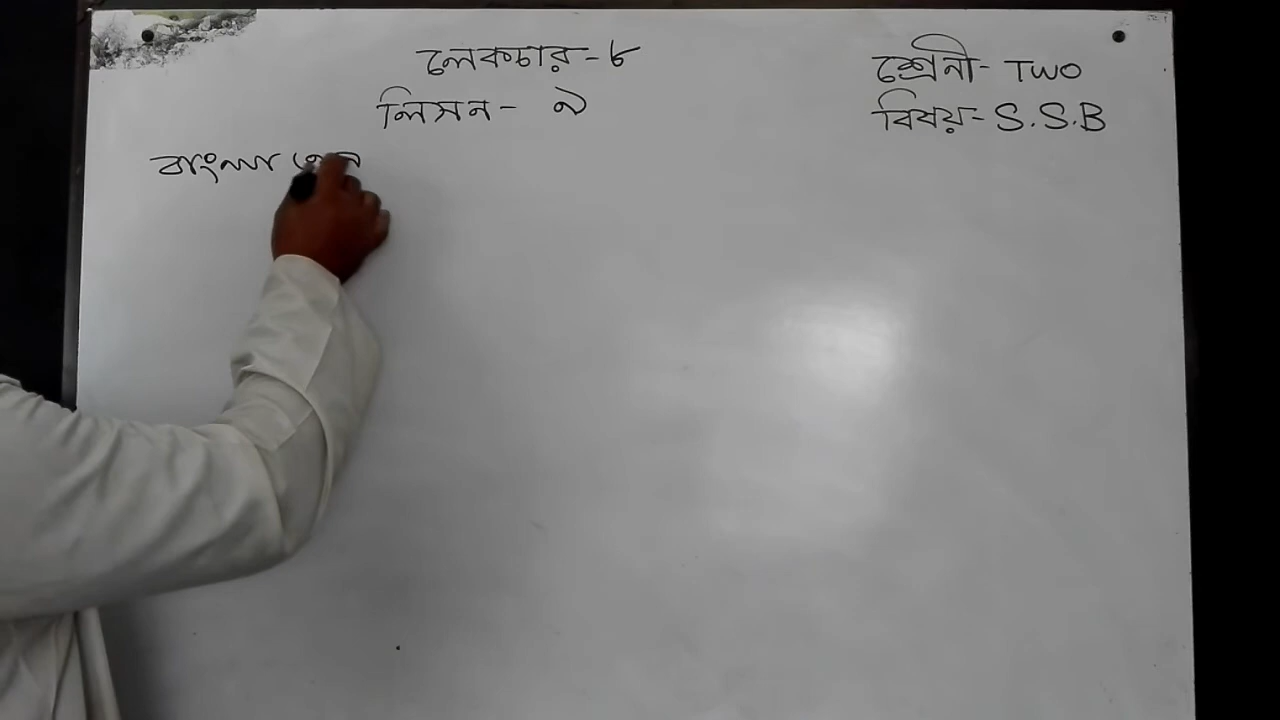 লেকচার - ৮
লিসন - ৯
শ্রেনী - TWO
বিষয় - S.S.B
বাংলা